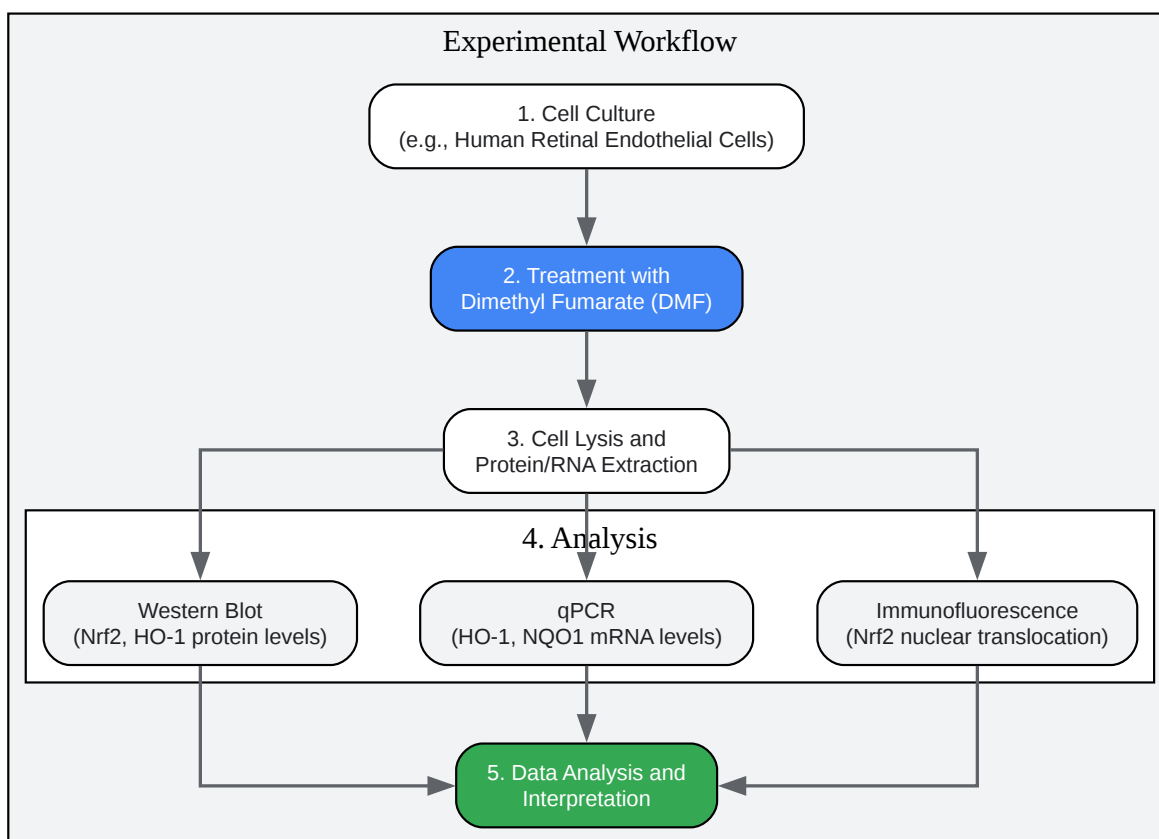 Experimental Workflow
1. Cell Culture
(e.g., Human Retinal Endothelial Cells)
2. Treatment with
Dimethyl Fumarate (DMF)
3. Cell Lysis and
Protein/RNA Extraction
4. Analysis
Western Blot
(Nrf2, HO-1 protein levels)
qPCR
(HO-1, NQO1 mRNA levels)
Immunofluorescence
(Nrf2 nuclear translocation)
5. Data Analysis and
Interpretation